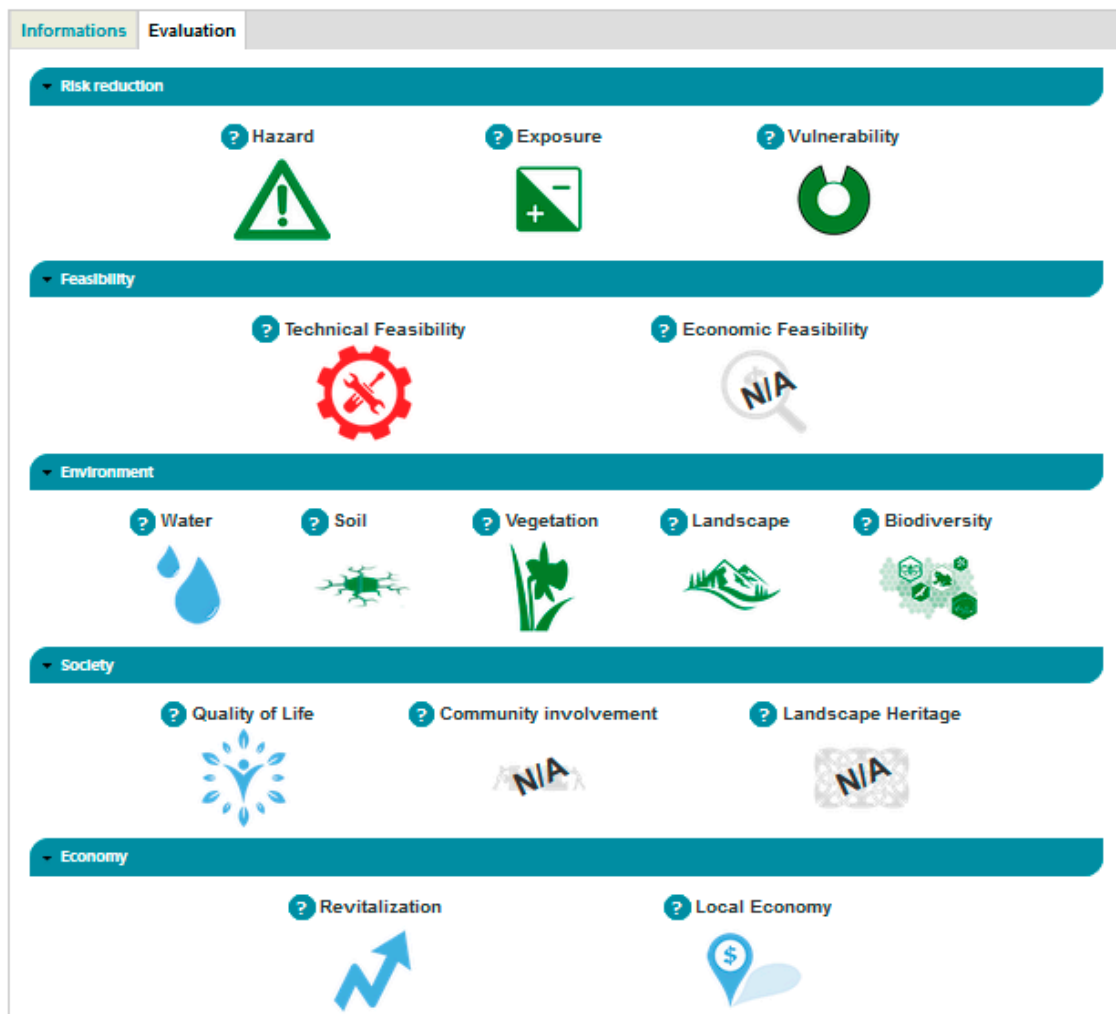 Informations Evaluation
Risk reduction
? Hazard ? Exposure ? Vulnerability
- +
Feasibility
? Technical Feasibility ? Economic Feasibility
N/A
Environment
? Water ? Soil ? Vegetation ? Landscape ? Biodiversity
Society
? Quality of Life ? Community involvement ? Landscape Heritage
N/A N/A
Economy
? Revitalization ? Local Economy
$